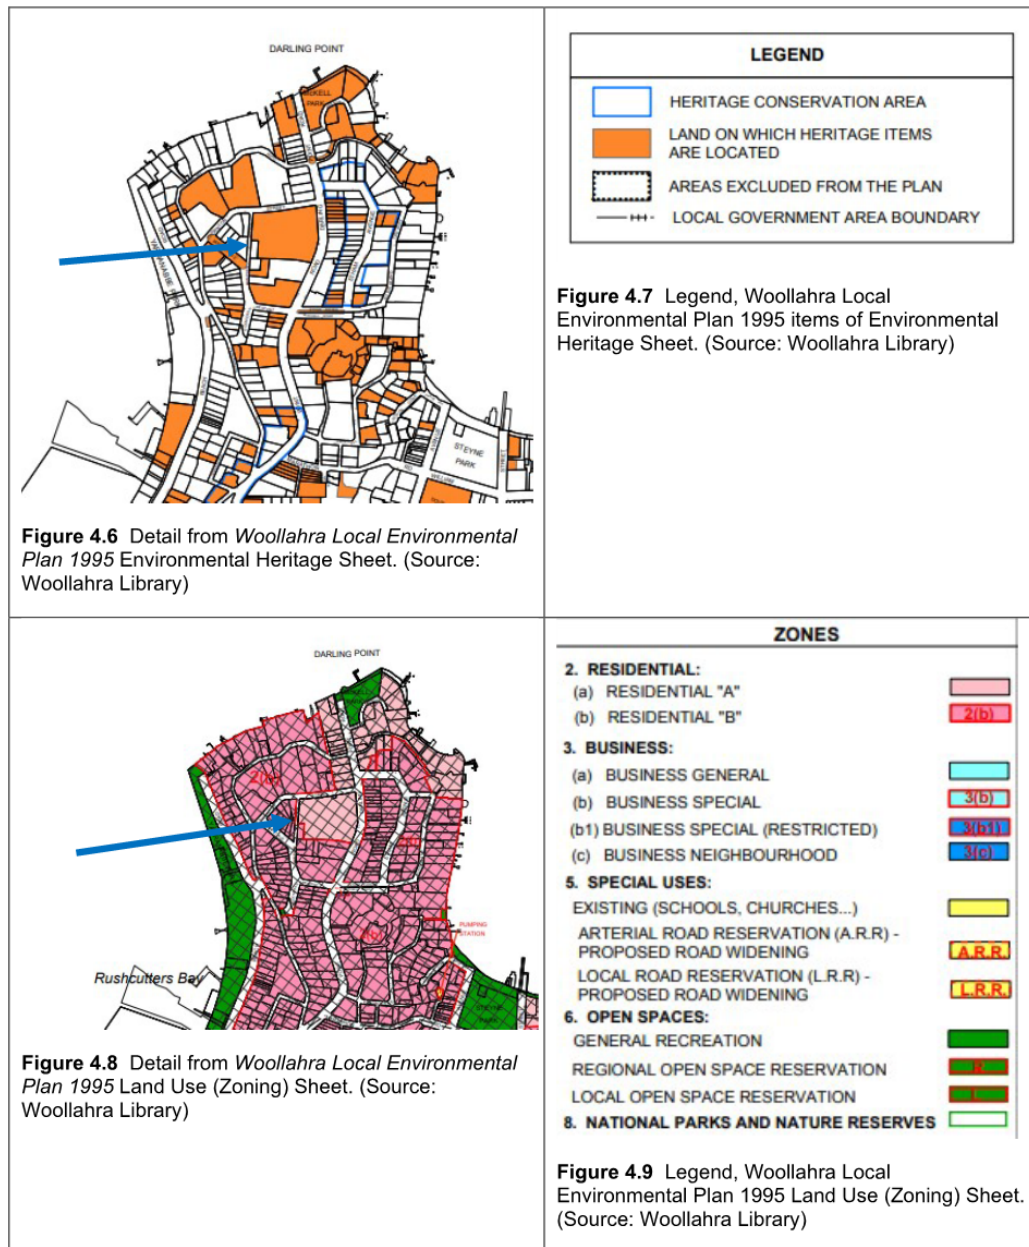 DARLING POINT
PARK
STEYNE
PARK
Figure 4.6 Detail from Woollahra Local Environmental
Plan 1995 Environmental Heritage Sheet. (Source:
Woollahra Library)
LEGEND
HERITAGE CONSERVATION AREA
LAND ON WHICH HERITAGE ITEMS
ARE LOCATED
AREAS EXCLUDED FROM THE PLAN
LOCAL GOVERNMENT AREA BOUNDARY
Figure 4.7 Legend, Woollahra Local
Environmental Plan 1995 items of Environmental
Heritage Sheet. (Source: Woollahra Library)
DARLING POINT
PUMPING
STATION
Rushcutters Bay
Figure 4.8 Detail from Woollahra Local Environmental
Plan 1995 Land Use (Zoning) Sheet. (Source:
Woollahra Library)
ZONES
2. RESIDENTIAL:
(a) RESIDENTIAL "A"
(b) RESIDENTIAL "B" 2(b)
3. BUSINESS:
(a) BUSINESS GENERAL
(b) BUSINESS SPECIAL 3(b)
(b1) BUSINESS SPECIAL (RESTRICTED) 3(b1)
(c) BUSINESS NEIGHBOURHOOD 3(c)
5. SPECIAL USES:
EXISTING (SCHOOLS, CHURCHES...)
ARTERIAL ROAD RESERVATION (A.R.R) -
PROPOSED ROAD WIDENING A.R.R.
LOCAL ROAD RESERVATION (L.R.R) -
PROPOSED ROAD WIDENING L.R.R.
6. OPEN SPACES:
GENERAL RECREATION
REGIONAL OPEN SPACE RESERVATION
LOCAL OPEN SPACE RESERVATION
8. NATIONAL PARKS AND NATURE RESERVES
Figure 4.9 Legend, Woollahra Local
Environmental Plan 1995 Land Use (Zoning) Sheet.
(Source: Woollahra Library)